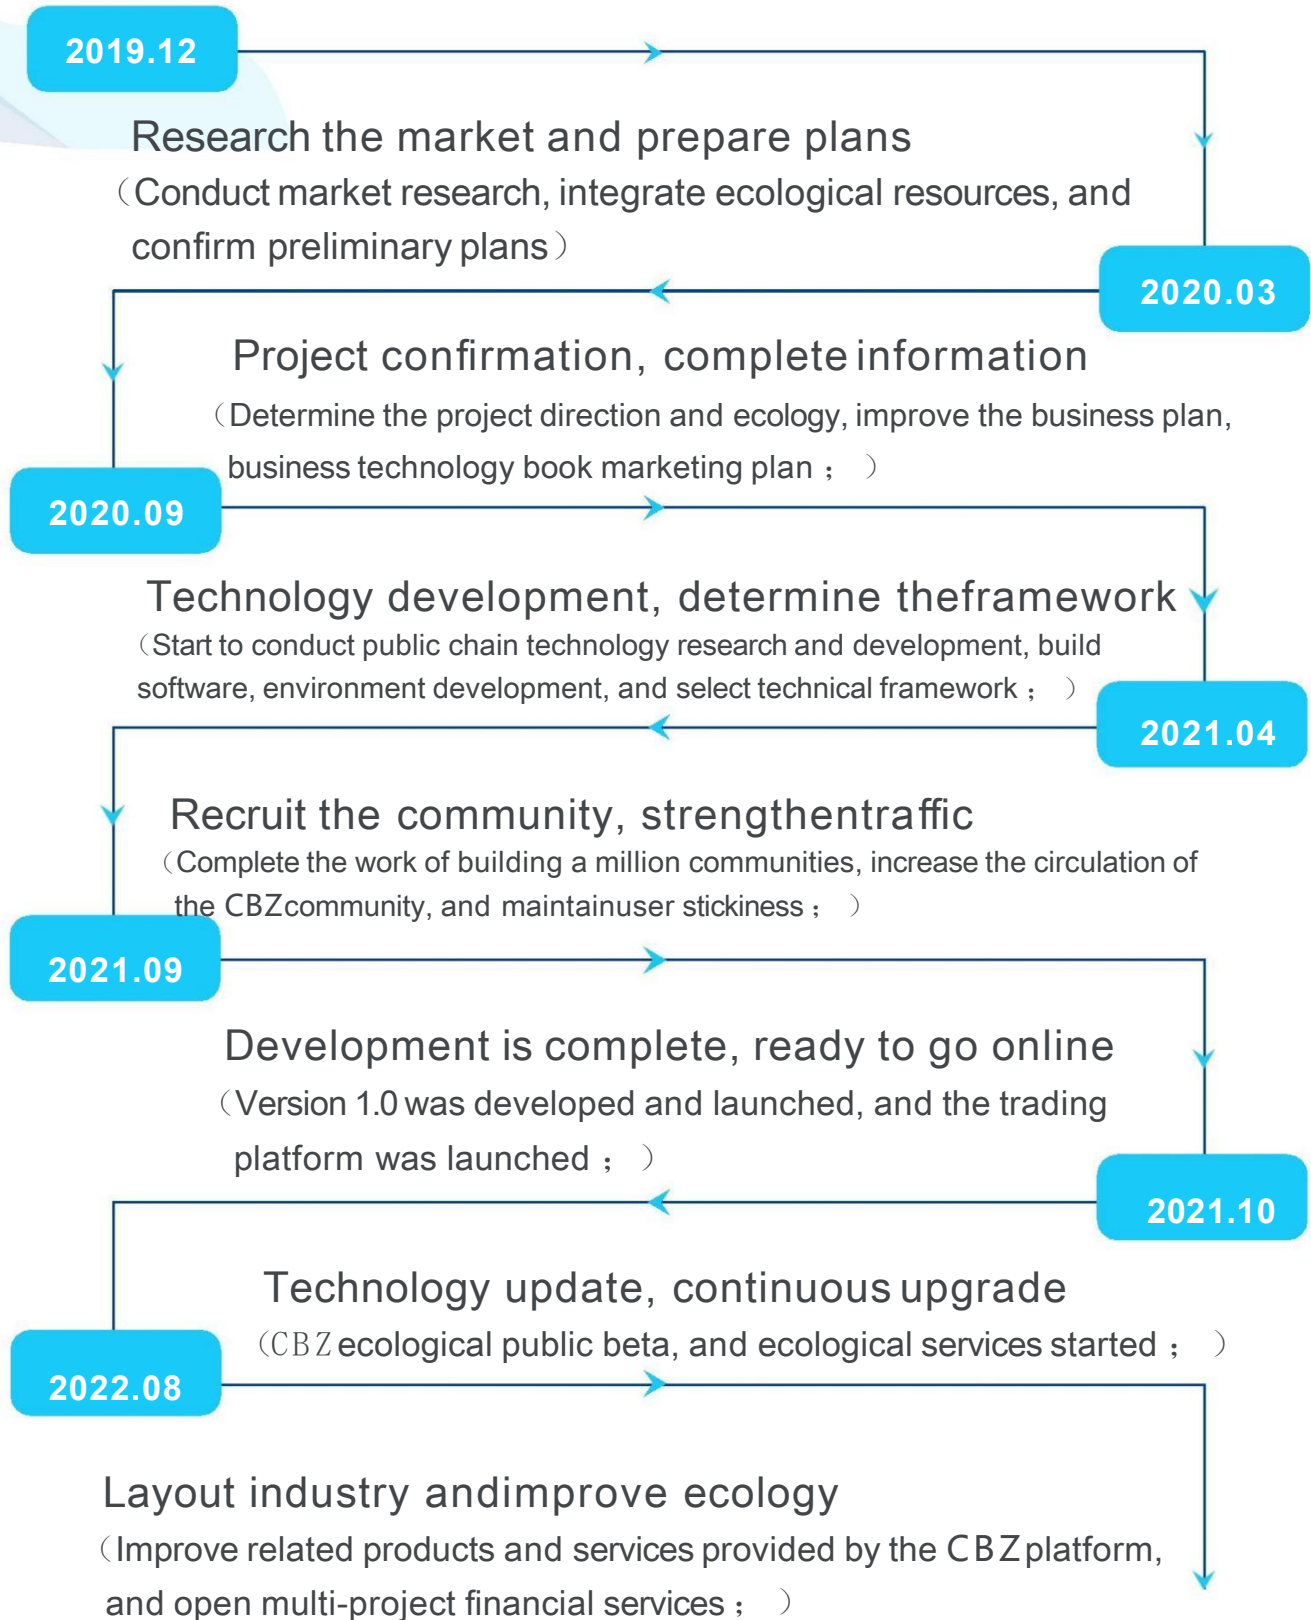 2019.12
Research the market and prepare plans
（Conduct market research, integrate ecological resources, and
confirm preliminary plans）
2020.03
Project confirmation, complete information
（Determine the project direction and ecology, improve the business plan,
business technology book marketing plan； ）
2020.09
Technology development, determine theframework
（Start to conduct public chain technology research and development, build
software, environment development, and select technical framework； ）
2021.04
Recruit the community, strengthentraffic
（Complete the work of building a million communities, increase the circulation of
the CBZcommunity, and maintainuser stickiness； ）
2021.09
Development is complete, ready to go online
（Version 1.0 was developed and launched, and the trading
platform was launched； ）
2021.10
Technology update, continuous upgrade
（CBZ ecological public beta, and ecological services started； ）
2022.08
Layout industry andimprove ecology
（Improve related products and services provided by the CBZplatform,
and open multi-project financial services； ）